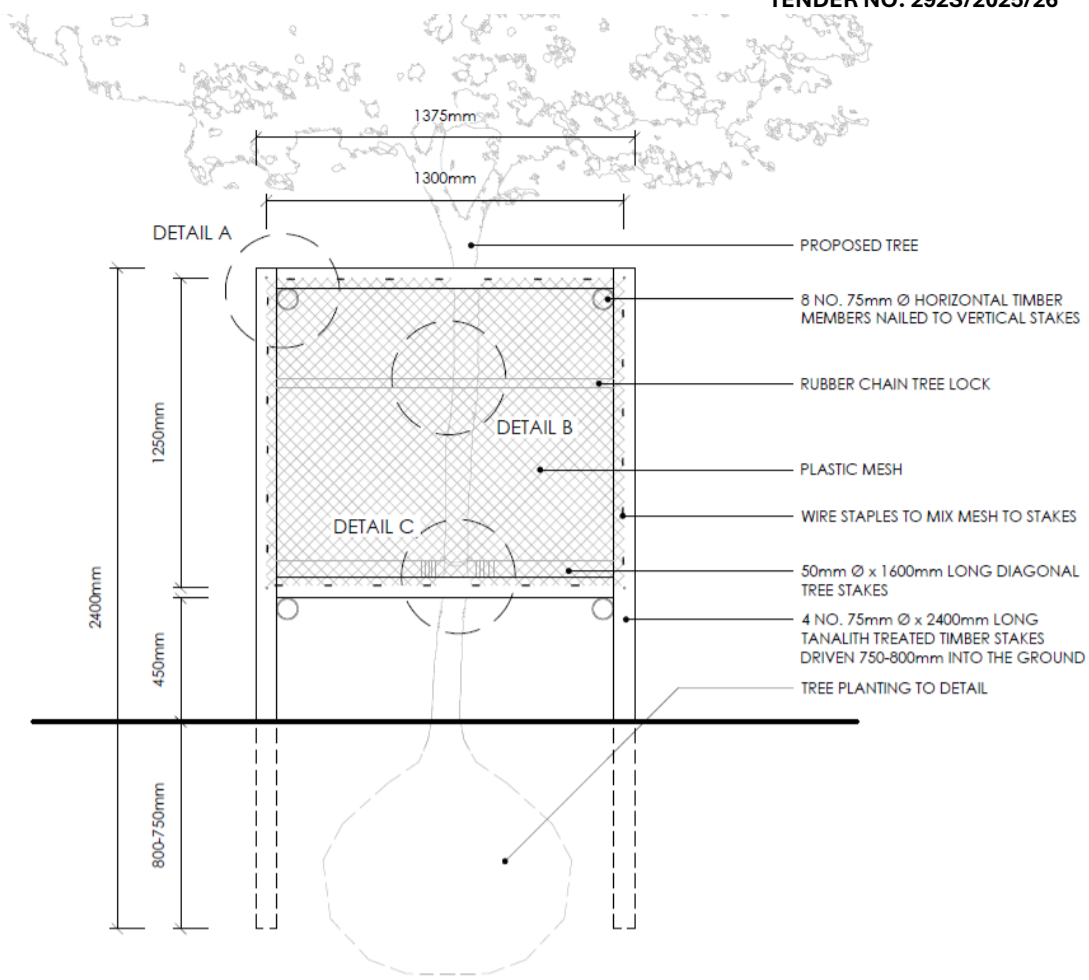 TENDER NO. 292S/2025/26
1375mm
1300mm
DETAIL A
PROPOSED TREE
8 NO. 75mm Ø HORIZONTAL TIMBER
MEMBERS NAILED TO VERTICAL STAKES
RUBBER CHAIN TREE LOCK
DETAIL B
1250mm
PLASTIC MESH
DETAIL C
WIRE STAPLES TO MIX MESH TO STAKES
50mm Ø x 1600mm LONG DIAGONAL
TREE STAKES
2400mm
4 NO. 75mm Ø x 2400mm LONG
TANALITH TREATED TIMBER STAKES
DRIVEN 750-800mm INTO THE GROUND
450mm
TREE PLANTING TO DETAIL
800-750mm